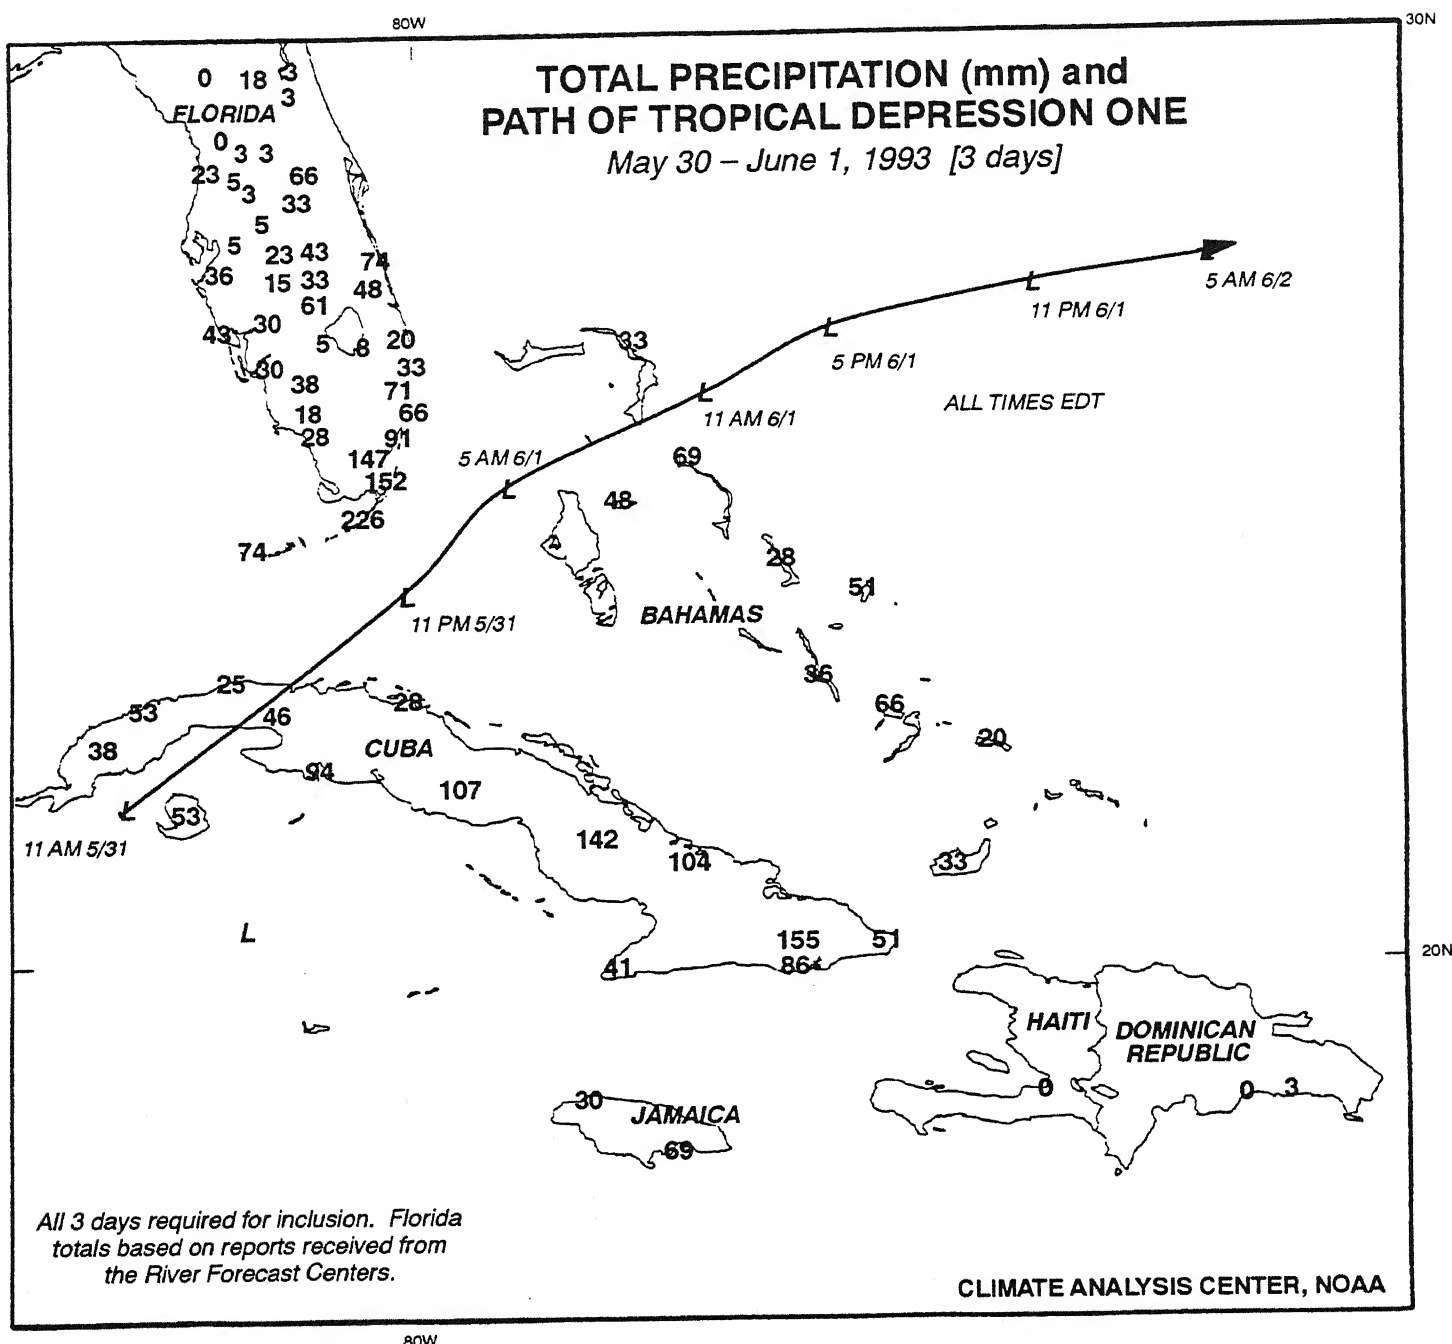 80W
30N
TOTAL PRECIPITATION (mm) and
PATH OF TROPICAL DEPRESSION ONE
May 30 – June 1, 1993 [3 days]
0 18 3
3
FLORIDA
0
3 3
23 5 66
3
33
5
5 23 43
74
36 15 33
48
61
43 30
5 8 20
30 33
38 71
18 66
28 91
147
152
226
74
33
L
5 AM 6/2
L
11 PM 6/1
L
5 PM 6/1
L
11 AM 6/1
ALL TIMES EDT
5 AM 6/1
L
69
48
28
51
L
11 PM 5/31
BAHAMAS
36
66
20
25
53
46
28
38
CUBA
94
107
L
53
11 AM 5/31
142
104
33
L
155 51
41 86
20N
HAITI
DOMINICAN
REPUBLIC
0 0 3
30
JAMAICA
69
All 3 days required for inclusion. Florida
totals based on reports received from
the River Forecast Centers.
CLIMATE ANALYSIS CENTER, NOAA
80W